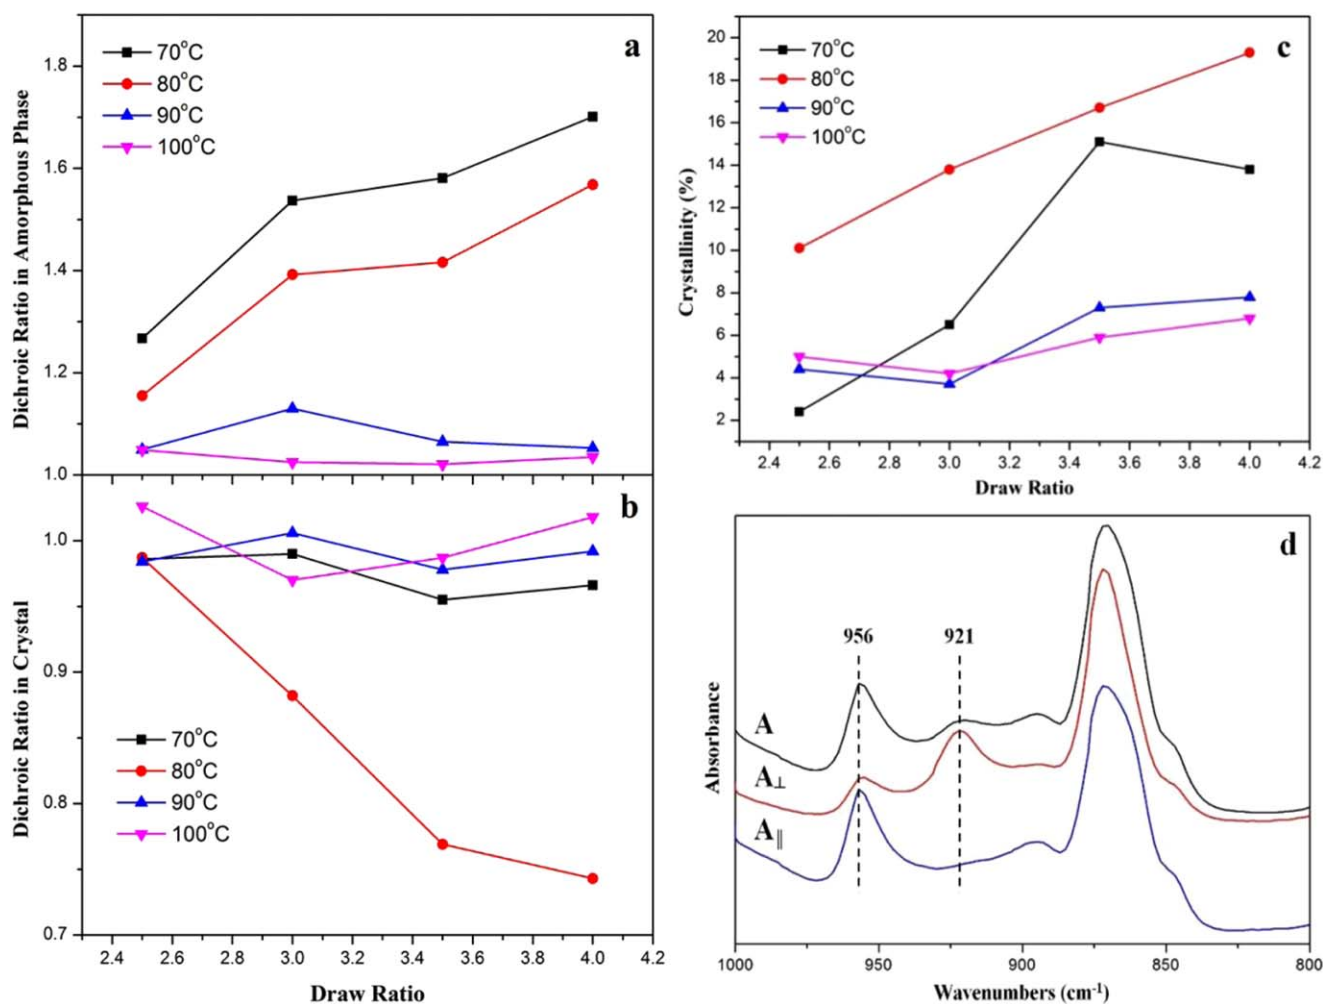 a
70°C
80°C
90°C
100°C
1.8
1.6
1.4
1.2
1.0
Dichroic Ratio in Amorphous Phase
b
1.0
0.9
0.8
0.7
Dichroic Ratio in Crystal
70°C
80°C
90°C
100°C
2.4 2.6 2.8 3.0 3.2 3.4 3.6 3.8 4.0 4.2
Draw Ratio
c
70°C
80°C
90°C
100°C
20
18
16
14
12
10
8
6
4
2
Crystallinity (%)
2.4 2.6 2.8 3.0 3.2 3.4 3.6 3.8 4.0 4.2
Draw Ratio
d
956 921
A
A⊥
A∥
Absorbance
1000 950 900 850 800
Wavenumbers (cm⁻¹)